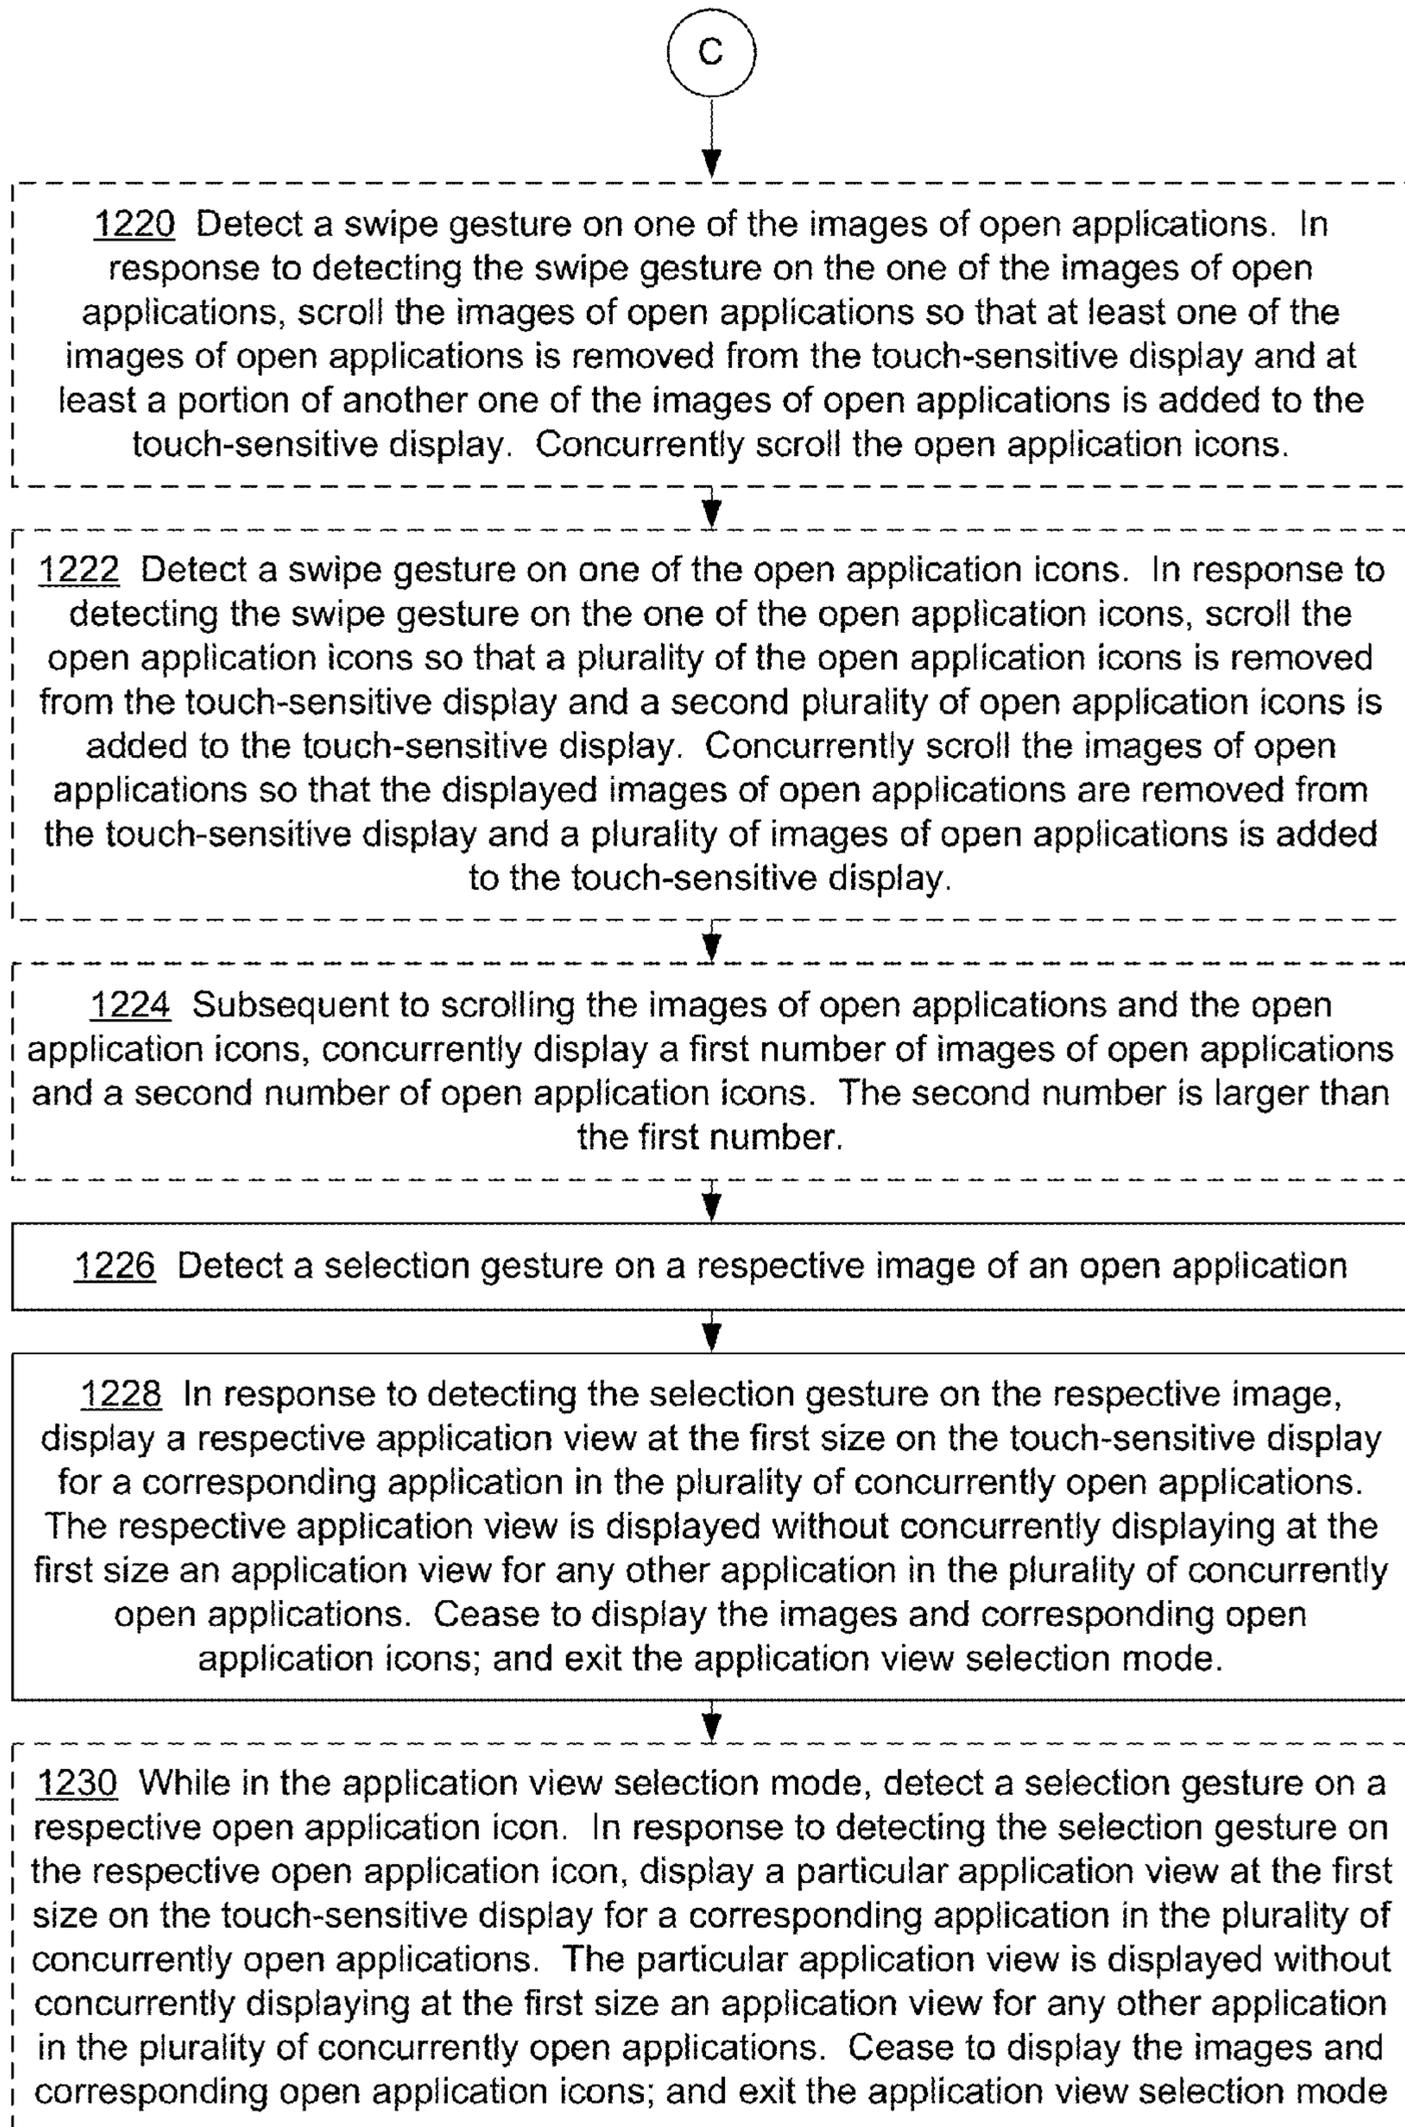 C
1220 Detect a swipe gesture on one of the images of open applications. In
response to detecting the swipe gesture on the one of the images of open
applications, scroll the images of open applications so that at least one of the
images of open applications is removed from the touch-sensitive display and at
least a portion of another one of the images of open applications is added to the
touch-sensitive display. Concurrently scroll the open application icons.
1222 Detect a swipe gesture on one of the open application icons. In response to
detecting the swipe gesture on the one of the open application icons, scroll the
open application icons so that a plurality of the open application icons is removed
from the touch-sensitive display and a second plurality of open application icons is
added to the touch-sensitive display. Concurrently scroll the images of open
applications so that the displayed images of open applications are removed from
the touch-sensitive display and a plurality of images of open applications is added
to the touch-sensitive display.
1224 Subsequent to scrolling the images of open applications and the open
application icons, concurrently display a first number of images of open applications
and a second number of open application icons. The second number is larger than
the first number.
1226 Detect a selection gesture on a respective image of an open application
1228 In response to detecting the selection gesture on the respective image,
display a respective application view at the first size on the touch-sensitive display
for a corresponding application in the plurality of concurrently open applications.
The respective application view is displayed without concurrently displaying at the
first size an application view for any other application in the plurality of concurrently
open applications. Cease to display the images and corresponding open
application icons; and exit the application view selection mode.
1230 While in the application view selection mode, detect a selection gesture on a
respective open application icon. In response to detecting the selection gesture on
the respective open application icon, display a particular application view at the first
size on the touch-sensitive display for a corresponding application in the plurality of
concurrently open applications. The particular application view is displayed without
concurrently displaying at the first size an application view for any other application
in the plurality of concurrently open applications. Cease to display the images and
corresponding open application icons; and exit the application view selection mode